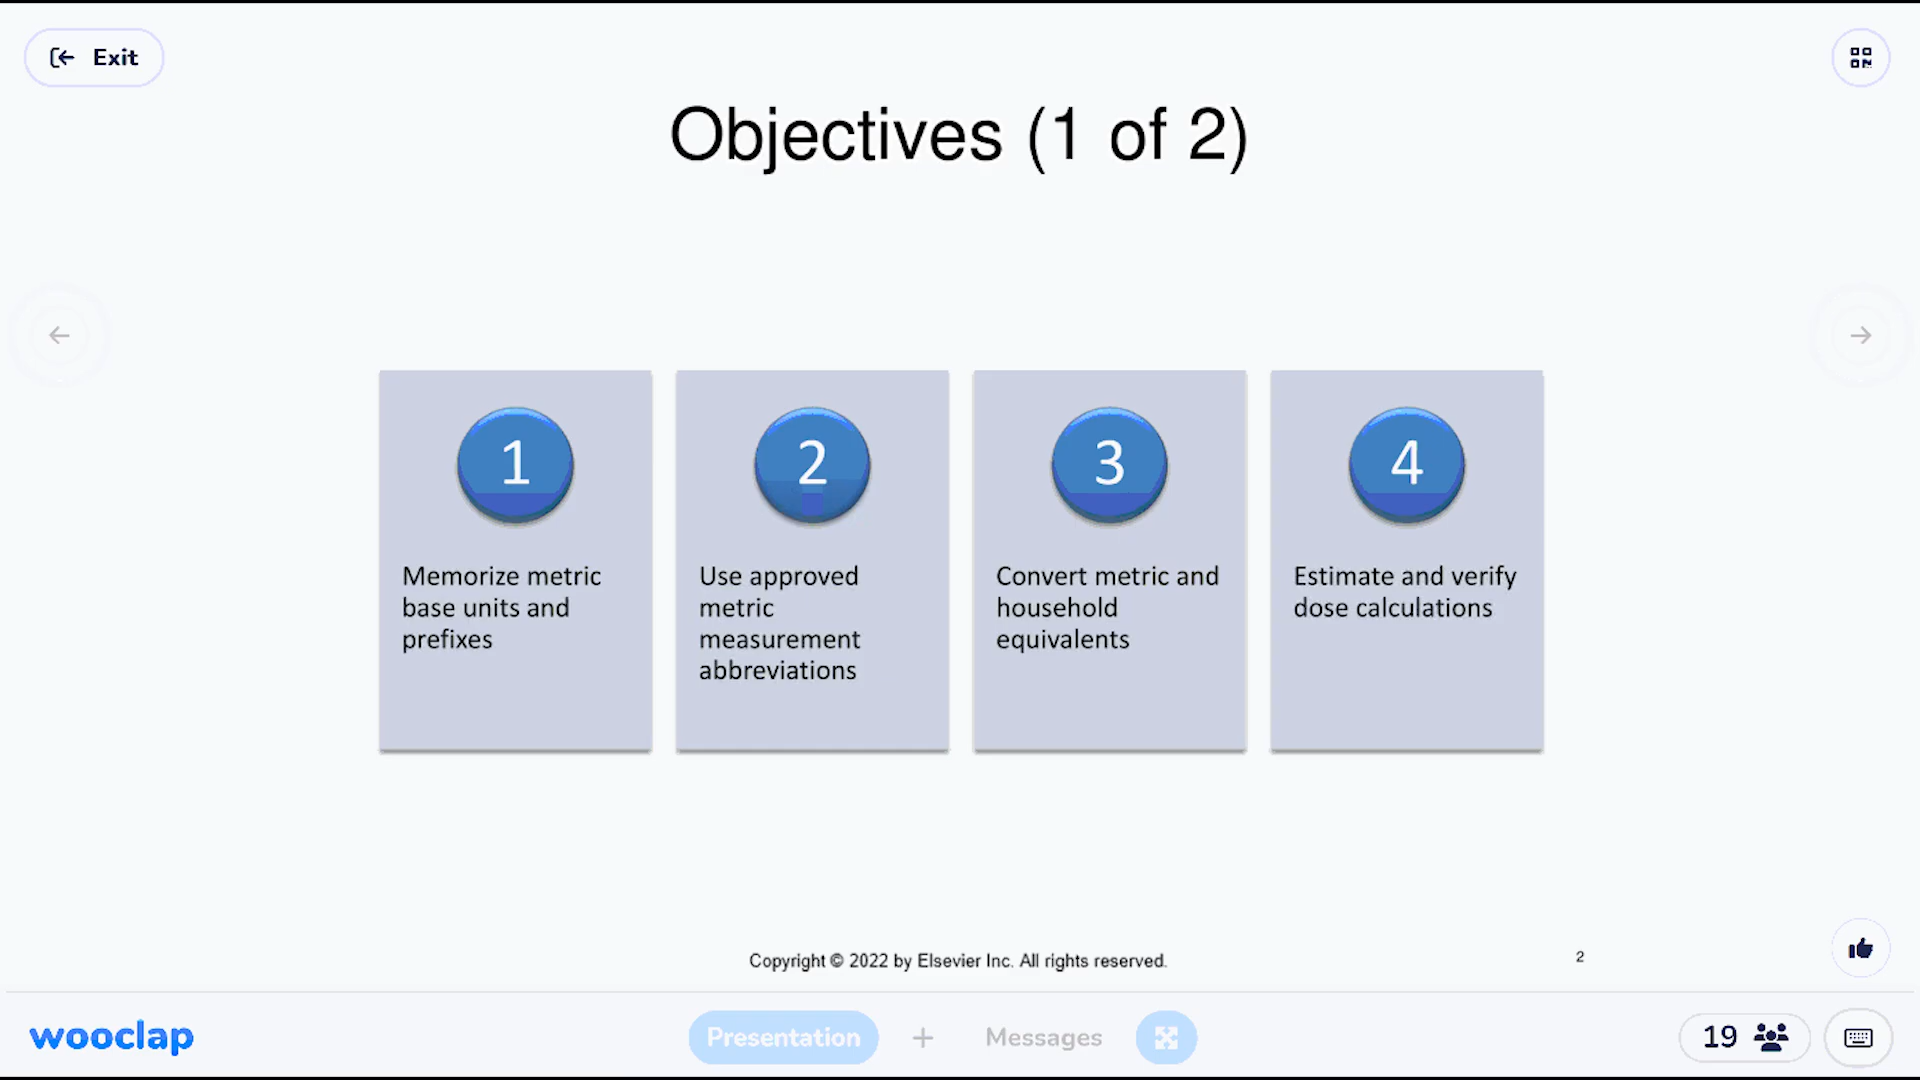 Exit
Objectives (1 of 2)
1
Memorize metric
base units and
prefixes
2
Use approved
metric
measurement
abbreviations
3
Convert metric and
household
equivalents
4
Estimate and verify
dose calculations
Copyright © 2022 by Elsevier Inc. All rights reserved.
2
wooclap
Presentation
+
Messages
19